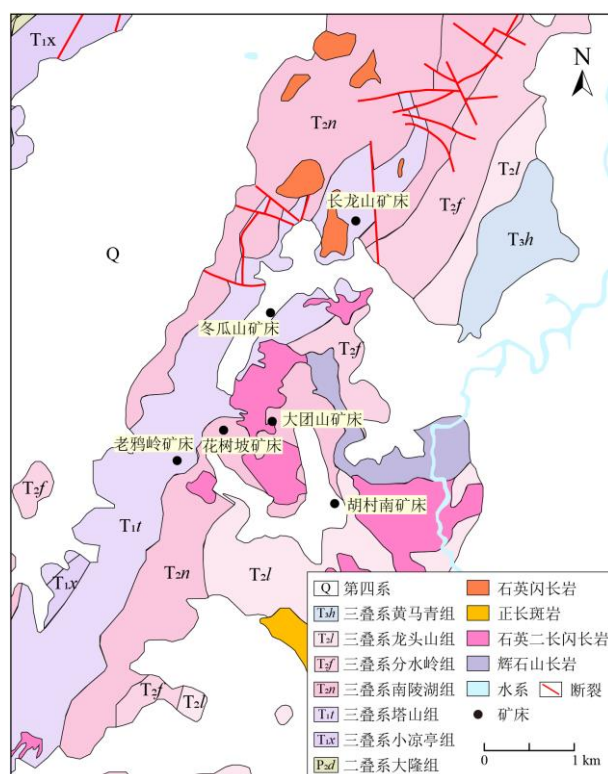 T₁x
N
T₂n
T₂l
长龙山矿床
T₂f
T₃h
Q
冬瓜山矿床
T₂f
大团山矿床
老鸦岭矿床
花树坡矿床
T₂f
胡村南矿床
T₁t
T₁x
T₂n
T₂l
T₂f
T₂l
Q 第四系
T₃h 三叠系黄马青组
T₂l 三叠系龙头山组
T₂f 三叠系分水岭组
T₂n 三叠系南陵湖组
T₁t 三叠系塔山组
T₁x 三叠系小凉亭组
P₂d 二叠系大隆组
石英闪长岩
正长斑岩
石英二长闪长岩
辉石山长岩
水系 断裂
矿床
0 1 km